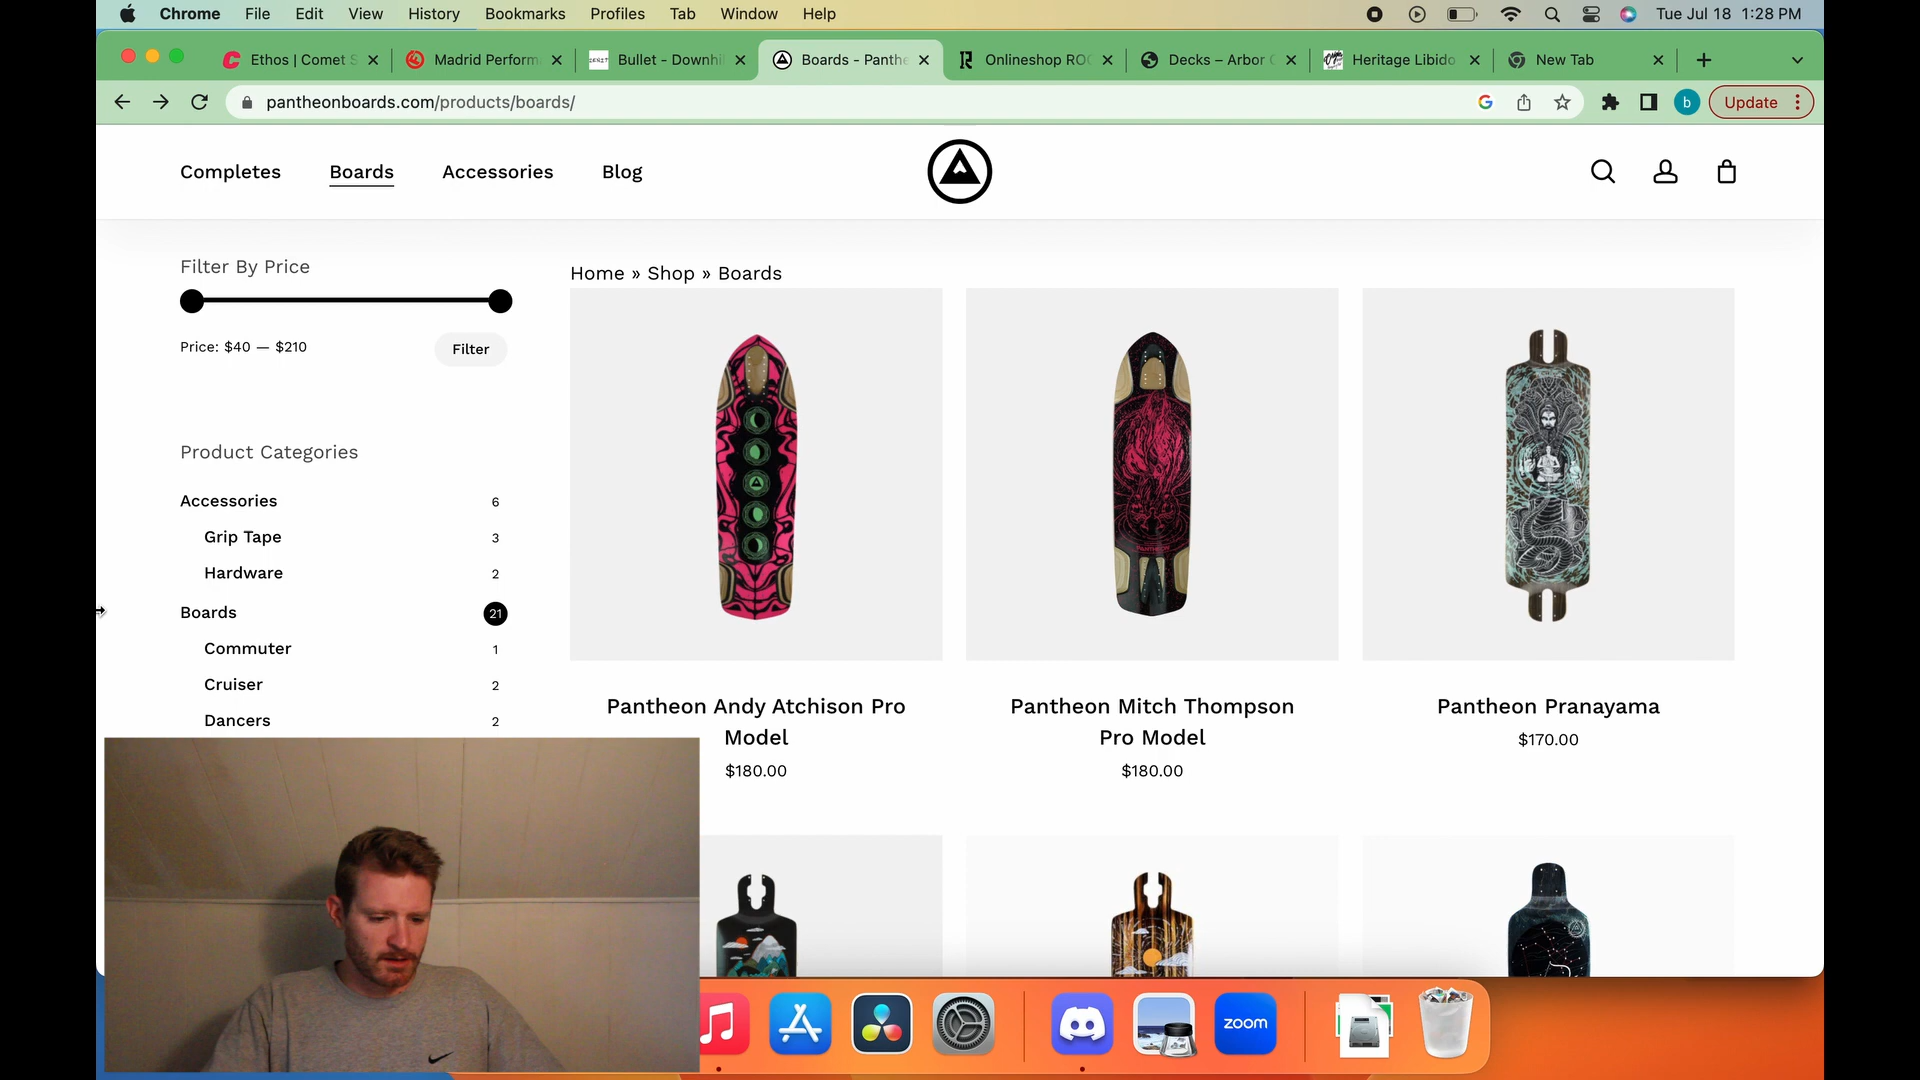 Chrome File Edit View History Bookmarks Profiles Tab Window Help Tue Jul 18 1:28 PM
Ethos | Comet S Madrid Perform Bullet - Downhi Boards - Panthe Onlineshop ROC Decks – Arbor C Heritage Libido New Tab
pantheonboards.com/products/boards/ b Update
Completes Boards Accessories Blog
Filter By Price
Home » Shop » Boards
Price: $40 — $210 Filter
Product Categories
Accessories 6
Grip Tape 3
Hardware 2
Boards 21
Commuter 1
Cruiser 2
Dancers 2
Pantheon Andy Atchison Pro
Model
$180.00
Pantheon Mitch Thompson
Pro Model
$180.00
Pantheon Pranayama
$170.00
zoom